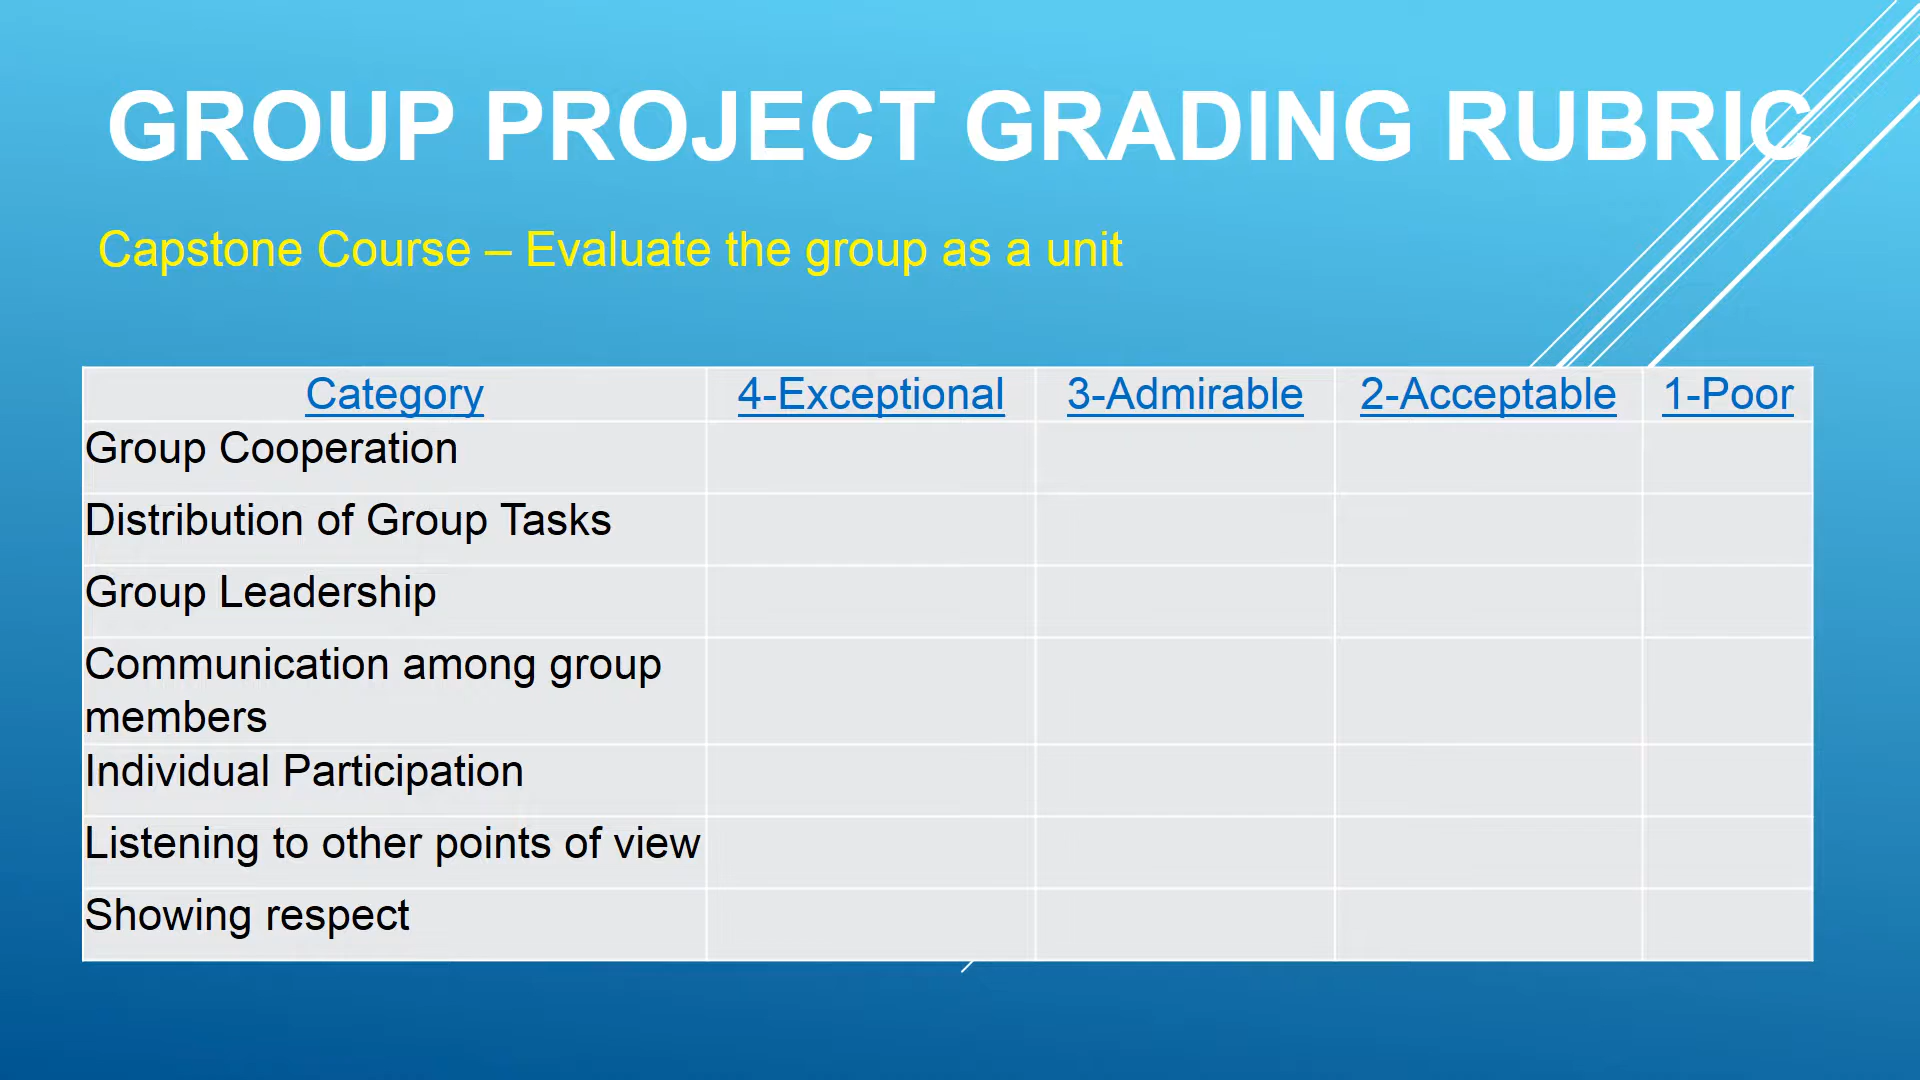 GROUP PROJECT GRADING RUBRIC
Capstone Course – Evaluate the group as a unit
Category 4-Exceptional 3-Admirable 2-Acceptable 1-Poor
Group Cooperation
Distribution of Group Tasks
Group Leadership
Communication among group
members
Individual Participation
Listening to other points of view
Showing respect